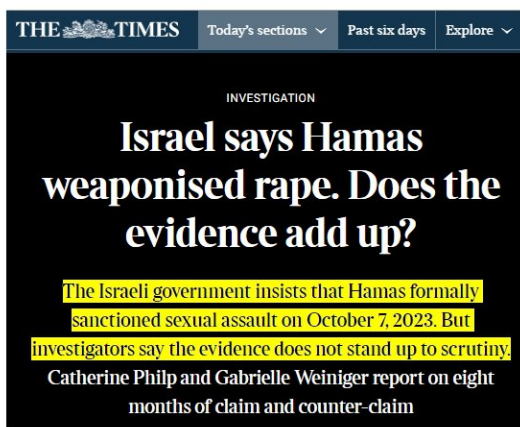 THE TIMES Today's sections Past six days Explore
INVESTIGATION
Israel says Hamas
weaponised rape. Does the
evidence add up?
The Israeli government insists that Hamas formally
sanctioned sexual assault on October 7, 2023. But
investigators say the evidence does not stand up to scrutiny.
Catherine Philp and Gabrielle Weiniger report on eight
months of claim and counter-claim